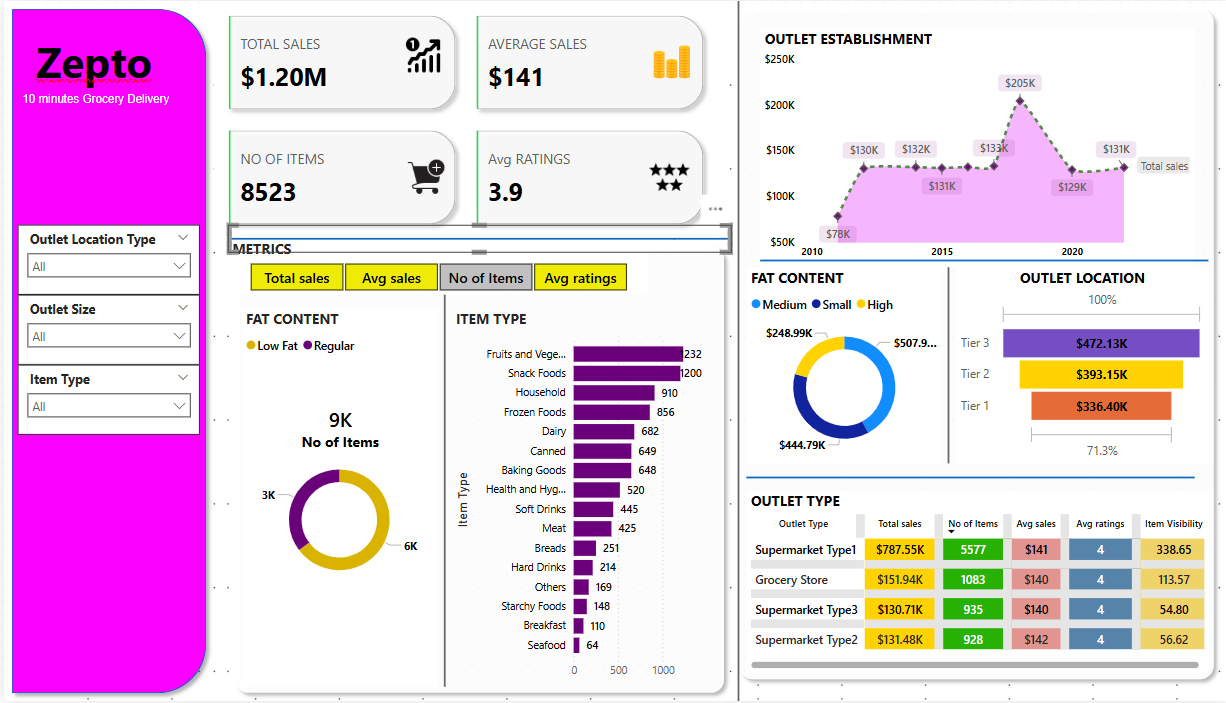 Zepto
10 minutes Grocery Delivery
Outlet Location Type
All
Outlet Size
All
Item Type
All
TOTAL SALES
$1.20M
1
AVERAGE SALES
$141
NO OF ITEMS
8523
Avg RATINGS
3.9
METRICS
Total sales
Avg sales
No of Items
Avg ratings
FAT CONTENT
Low Fat Regular
9K
No of Items
3K
6K
ITEM TYPE
Item Type
Fruits and Vege... 1232
Snack Foods 1200
Household 910
Frozen Foods 856
Dairy 682
Canned 649
Baking Goods 648
Health and Hyg... 520
Soft Drinks 445
Meat 425
Breads 251
Hard Drinks 214
Others 169
Starchy Foods 148
Breakfast 110
Seafood 64
0 500 1000
OUTLET ESTABLISHMENT
$250K
$200K
$150K
$100K
$50K
2010 2015 2020
$78K
$130K
$132K
$131K
$133K
$205K
$129K
$131K
Total sales
FAT CONTENT
Medium Small High
$248.99K
$507.9...
$444.79K
OUTLET LOCATION
100%
Tier 3 $472.13K
Tier 2 $393.15K
Tier 1 $336.40K
71.3%
OUTLET TYPE
Outlet Type Total sales No of Items Avg sales Avg ratings Item Visibility
Supermarket Type1 $787.55K 5577 $141 4 338.65
Grocery Store $151.94K 1083 $140 4 113.57
Supermarket Type3 $130.71K 935 $140 4 54.80
Supermarket Type2 $131.48K 928 $142 4 56.62